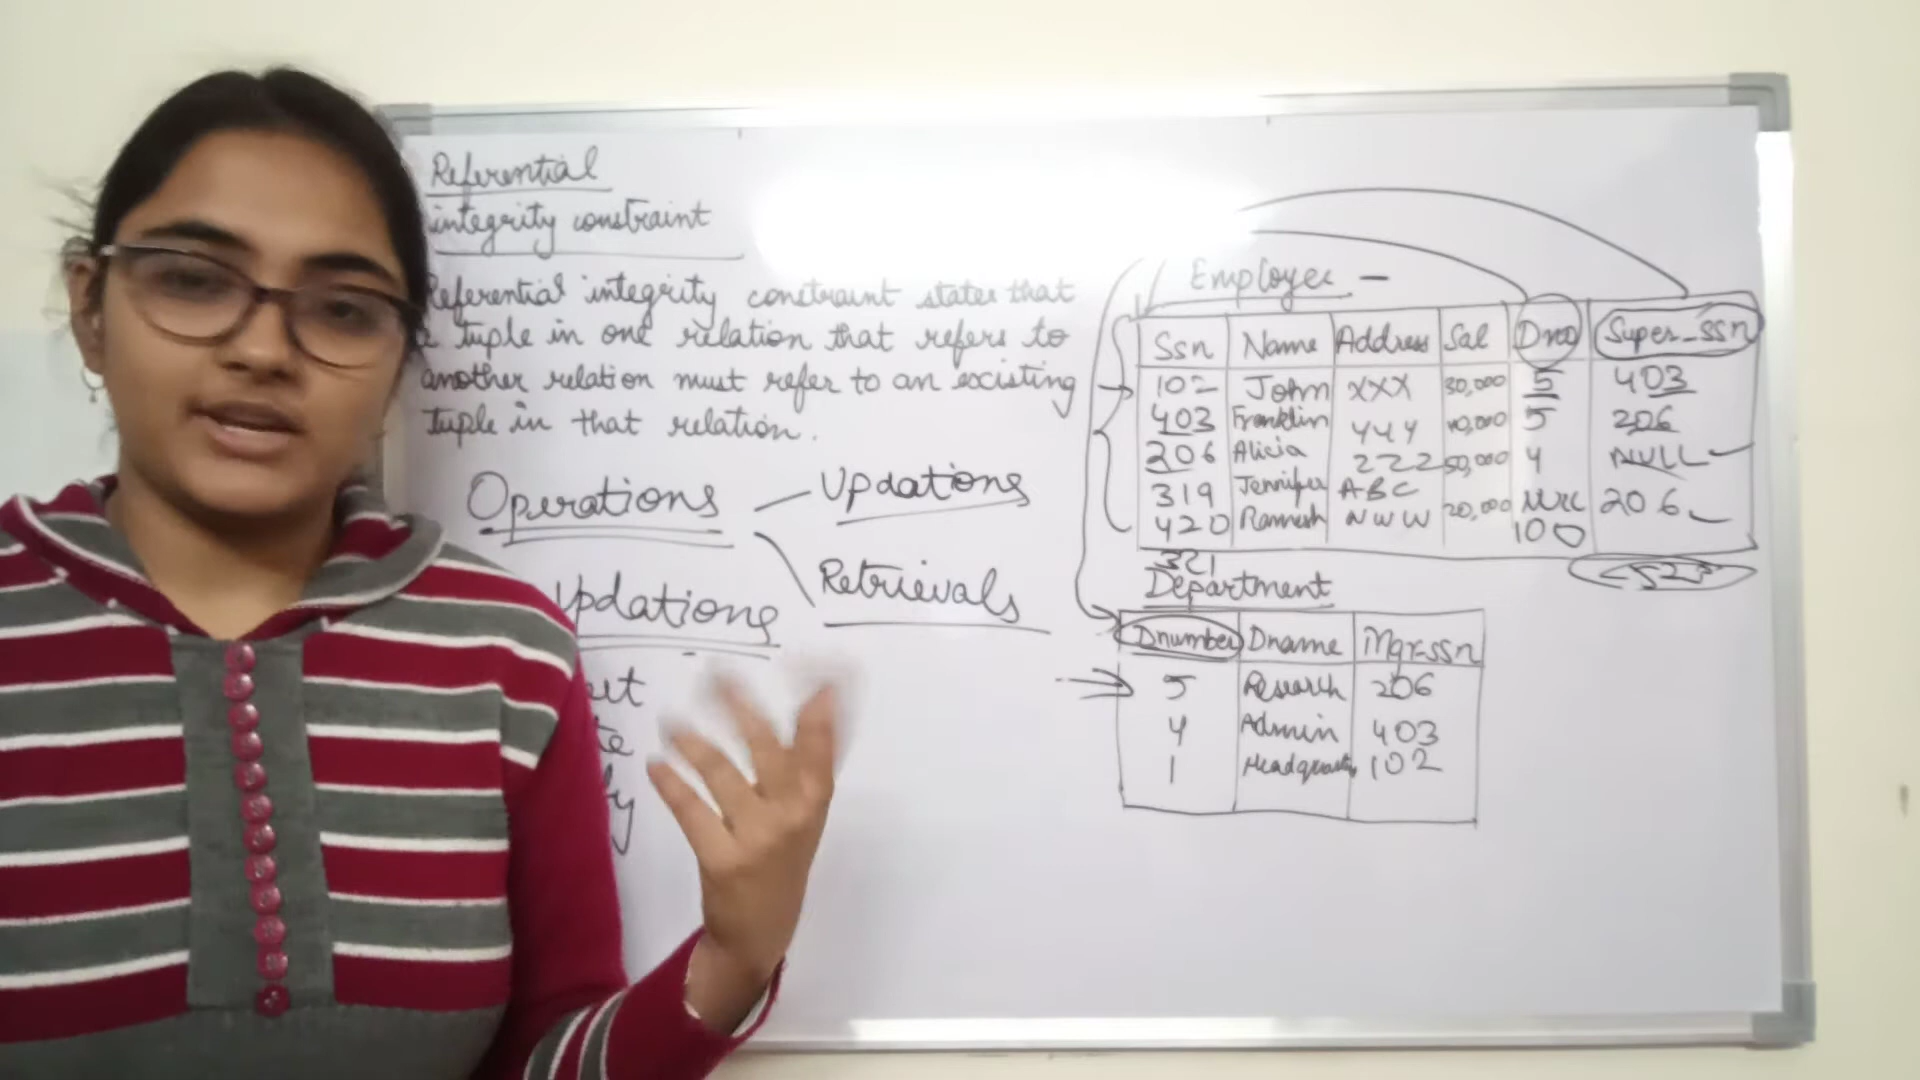 Referential
integrity constraint
Referential integrity constraint states that
a tuple in one relation that refers to
another relation must refer to an existing
tuple in that relation.
Operations
Updations
Retrievals
Updations
Employee -
Ssn Name Address Sal Dno Super_ssn
102 John XXX 30,000 5 403
403 Franklin YYY 40,000 5 206
206 Alicia ZZZ 50,000 4 NULL
319 Jennifer ABC 20,000 206
420 Ramesh NWW 100
321
Department
Dnumber Dname Mgr-ssn
5 Research 206
4 Admin 403
1 102